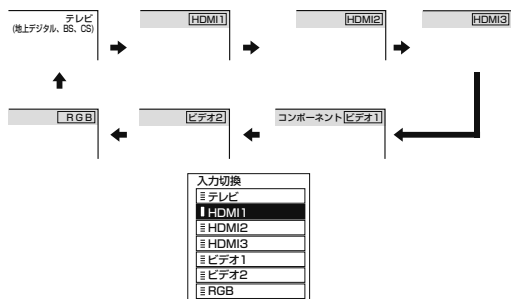 テレビ
(地上デジタル、BS、CS)
HDMI1
HDMI2
HDMI3
RGB
ビデオ2
コンポーネント ビデオ1
入力切換
テレビ
HDMI1
HDMI2
HDMI3
ビデオ1
ビデオ2
RGB